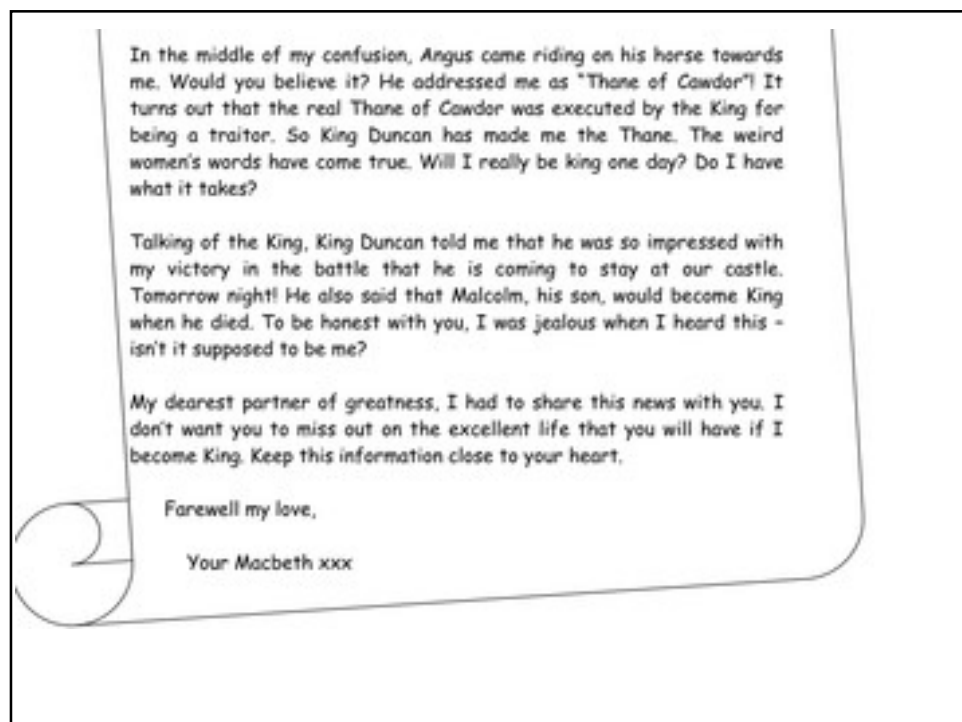 In the middle of my confusion, Angus came riding on his horse towards
me. Would you believe it? He addressed me as "Thane of Cawdor"! It
turns out that the real Thane of Cawdor was executed by the King for
being a traitor. So King Duncan has made me the Thane. The weird
women's words have come true. Will I really be king one day? Do I have
what it takes?
Talking of the King, King Duncan told me that he was so impressed with
my victory in the battle that he is coming to stay at our castle.
Tomorrow night! He also said that Malcolm, his son, would become King
when he died. To be honest with you, I was jealous when I heard this –
isn't it supposed to be me?
My dearest partner of greatness, I had to share this news with you. I
don't want you to miss out on the excellent life that you will have if I
become King. Keep this information close to your heart.
Farewell my love,
Your Macbeth xxx